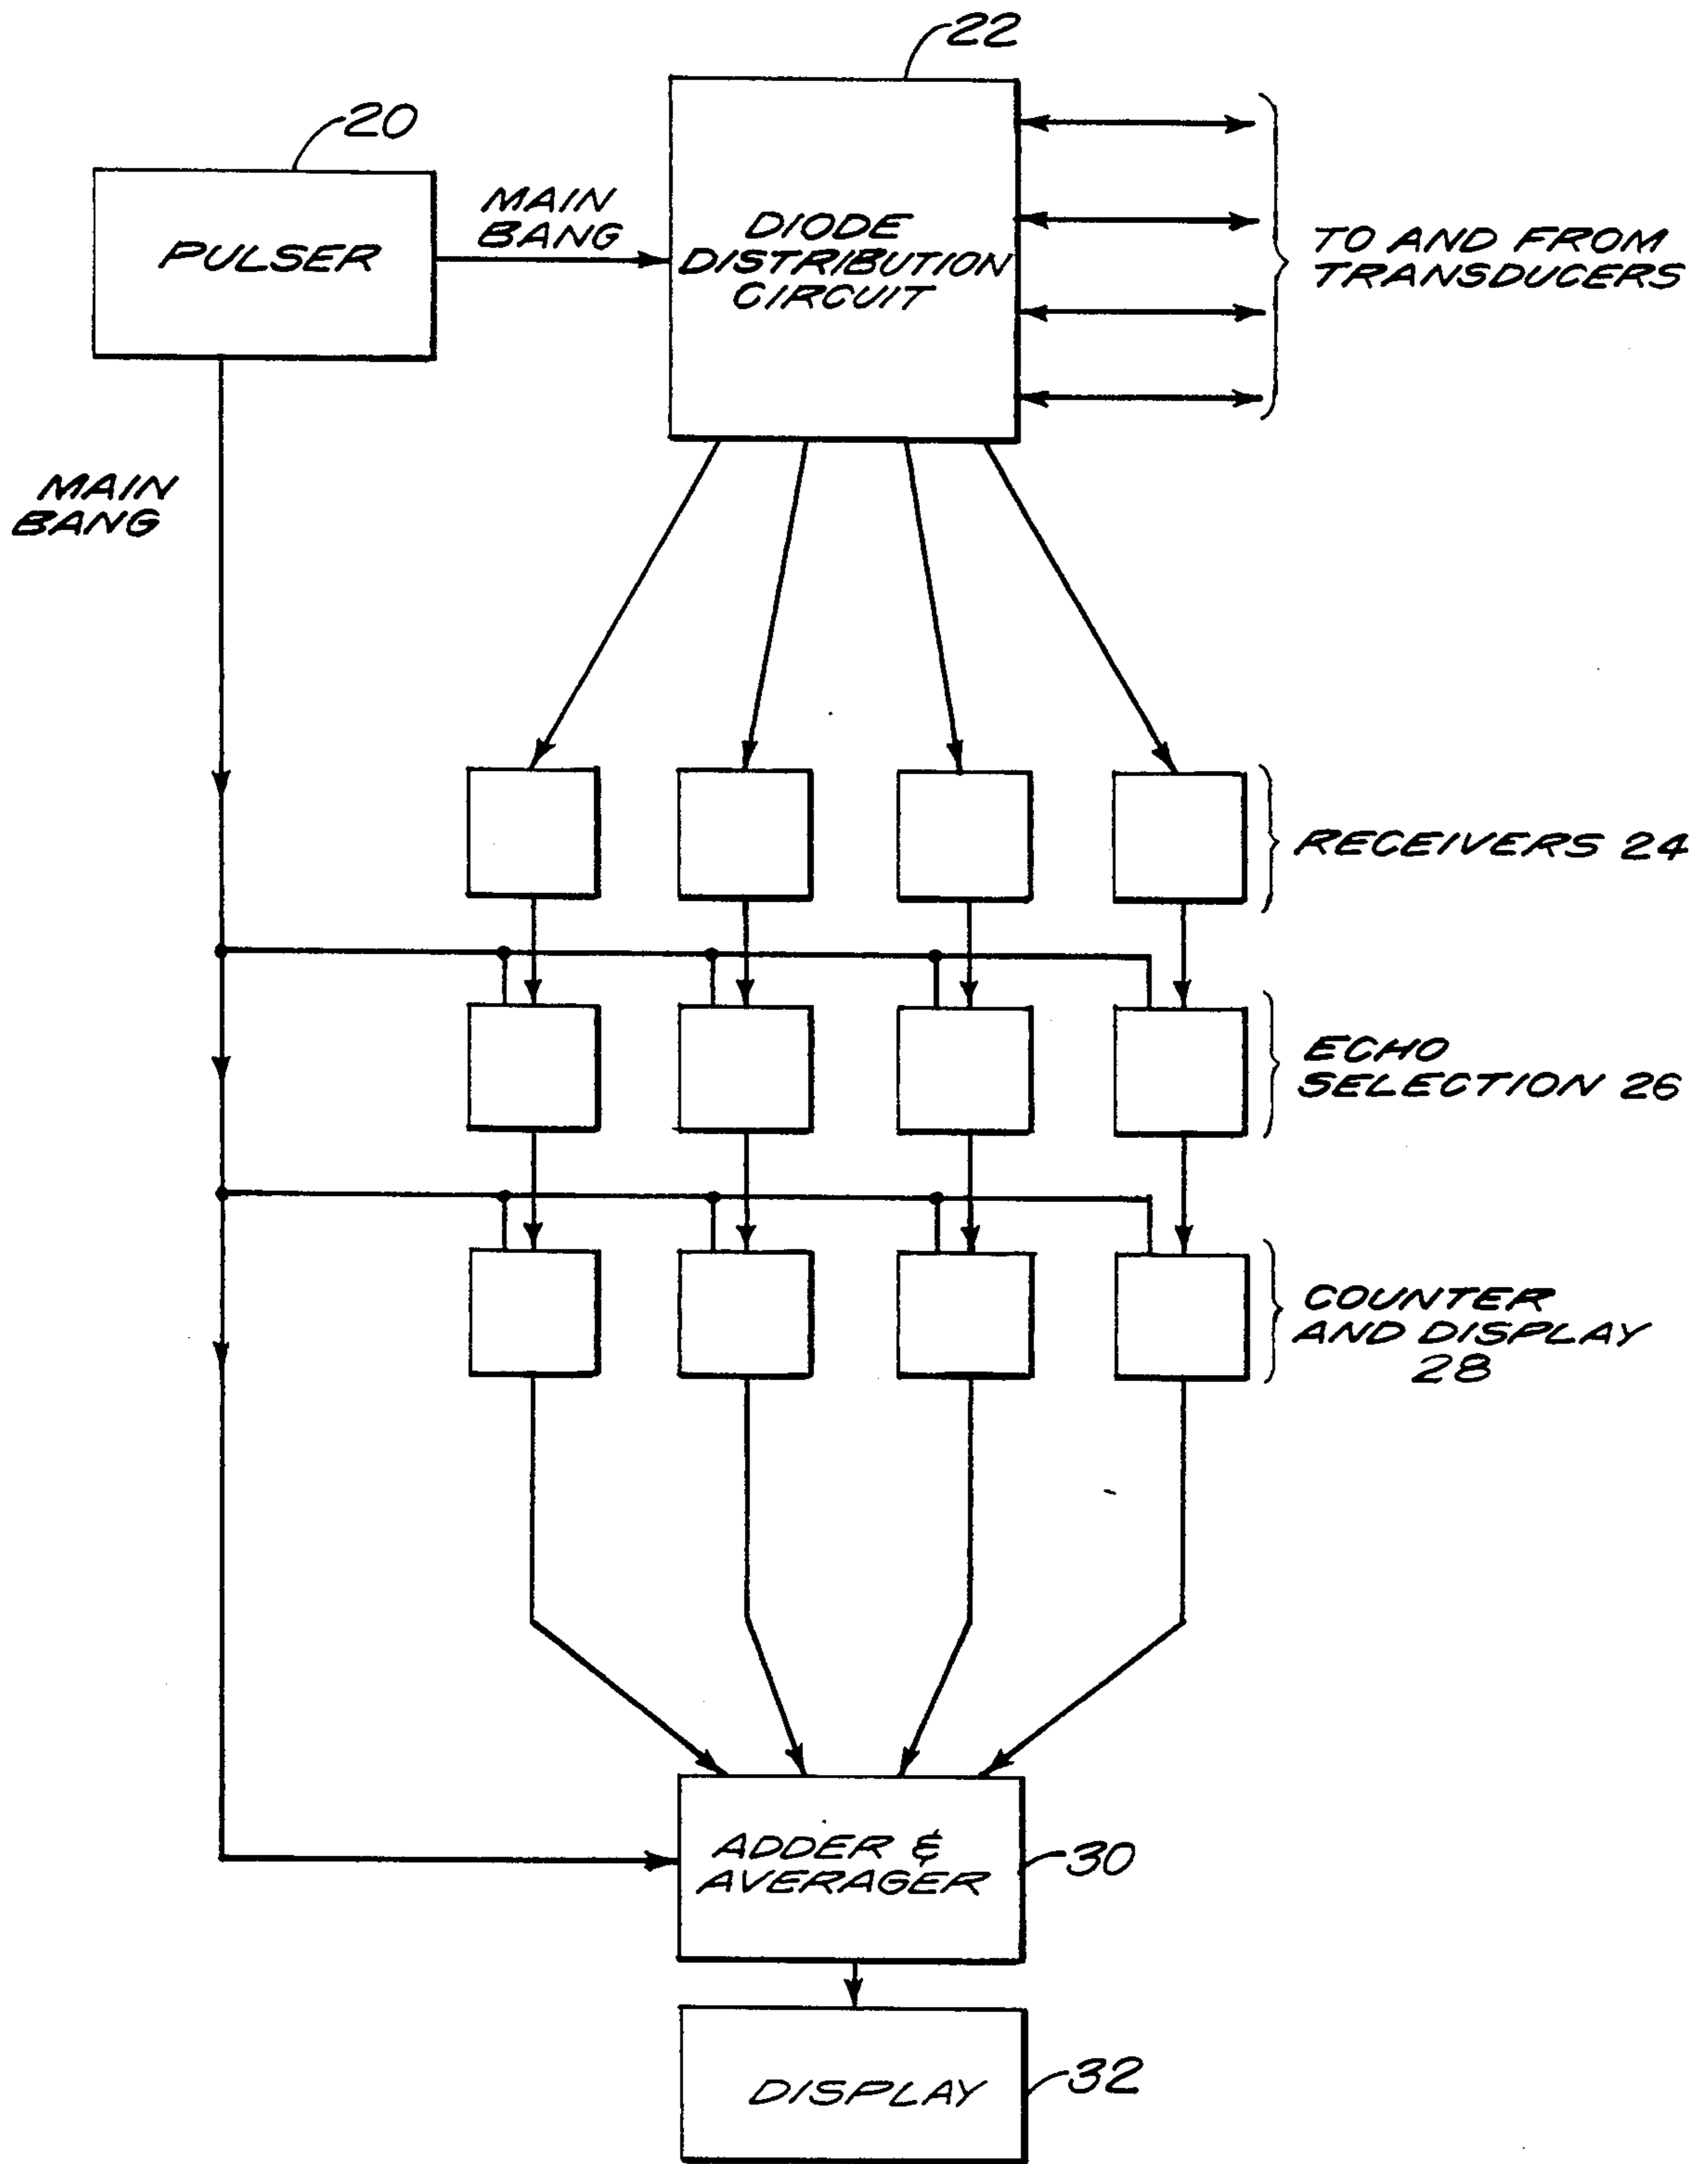 22
20
PULSER
MAIN
BANG
DIODE
DISTRIBUTION
CIRCUIT
TO AND FROM
TRANSDUCERS
MAIN
BANG
RECEIVERS 24
ECHO
SELECTION 26
COUNTER
AND DISPLAY
28
ADDER &
AVERAGER
30
DISPLAY
32